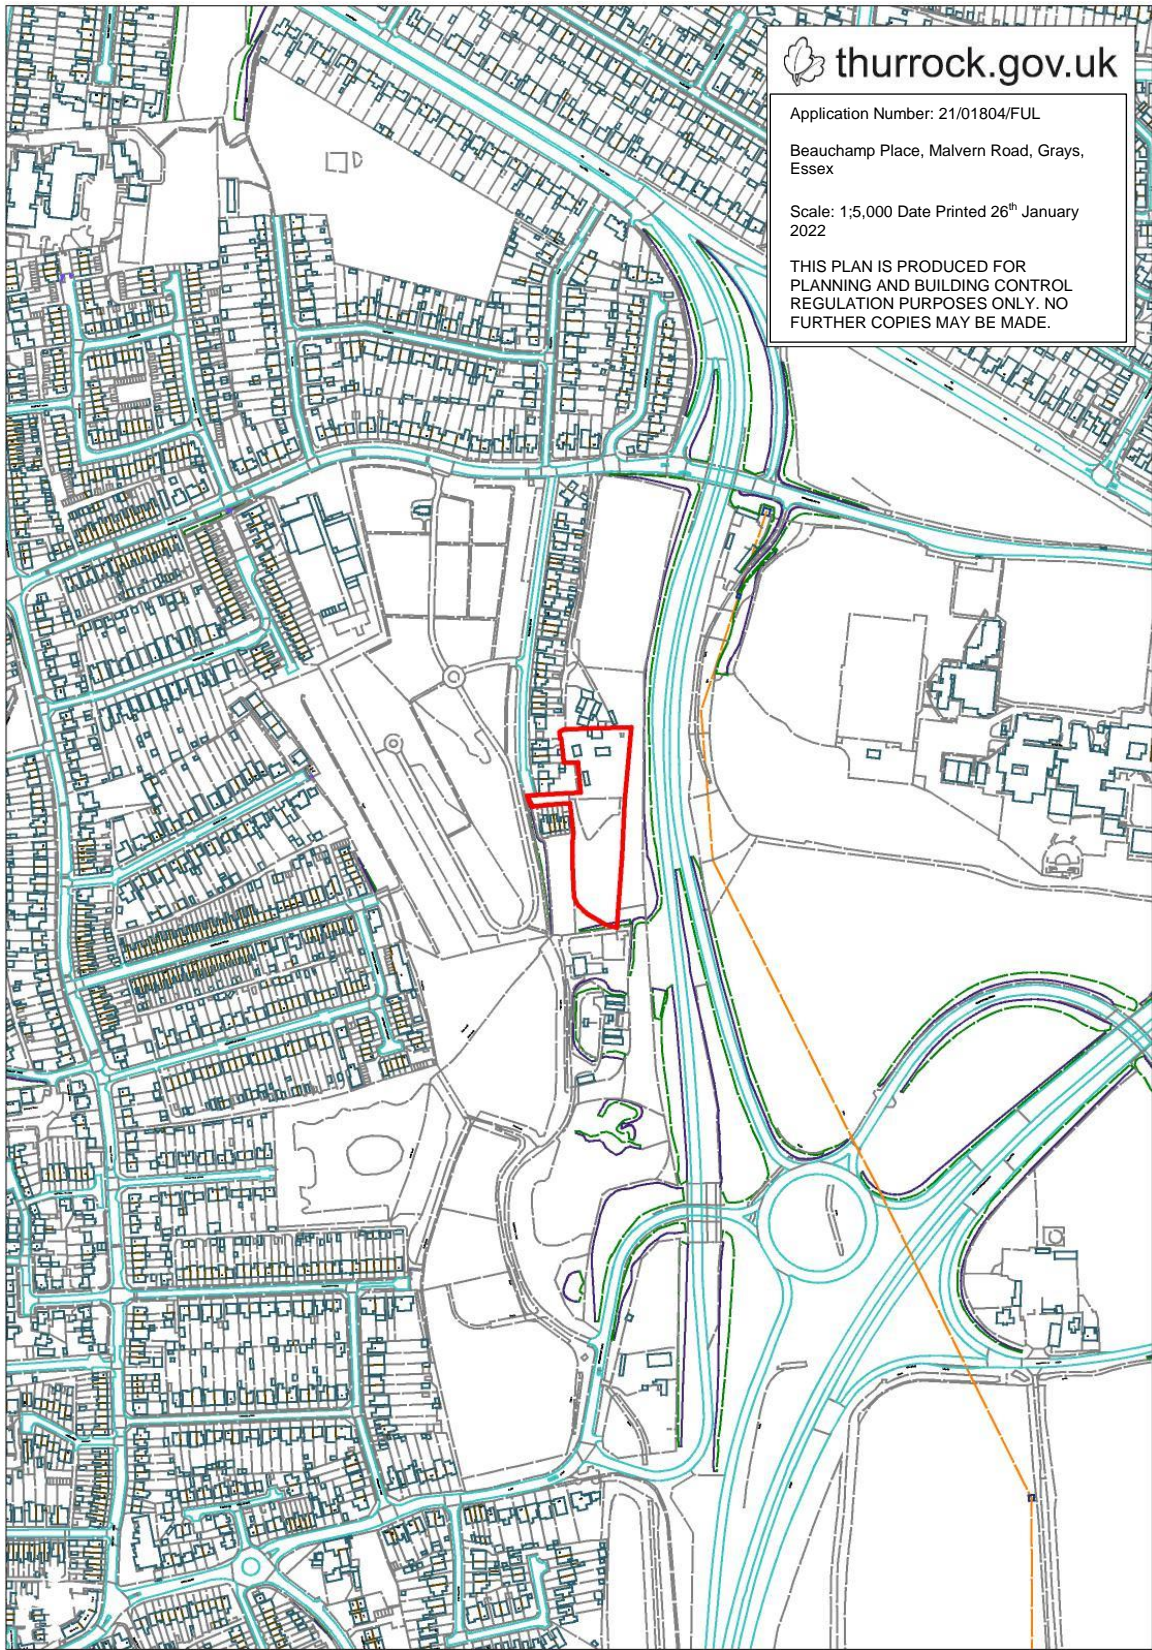 thurrock.gov.uk
Application Number: 21/01804/FUL
Beauchamp Place, Malvern Road, Grays,
Essex
Scale: 1;5,000 Date Printed 26th January
2022
THIS PLAN IS PRODUCED FOR
PLANNING AND BUILDING CONTROL
REGULATION PURPOSES ONLY. NO
FURTHER COPIES MAY BE MADE.